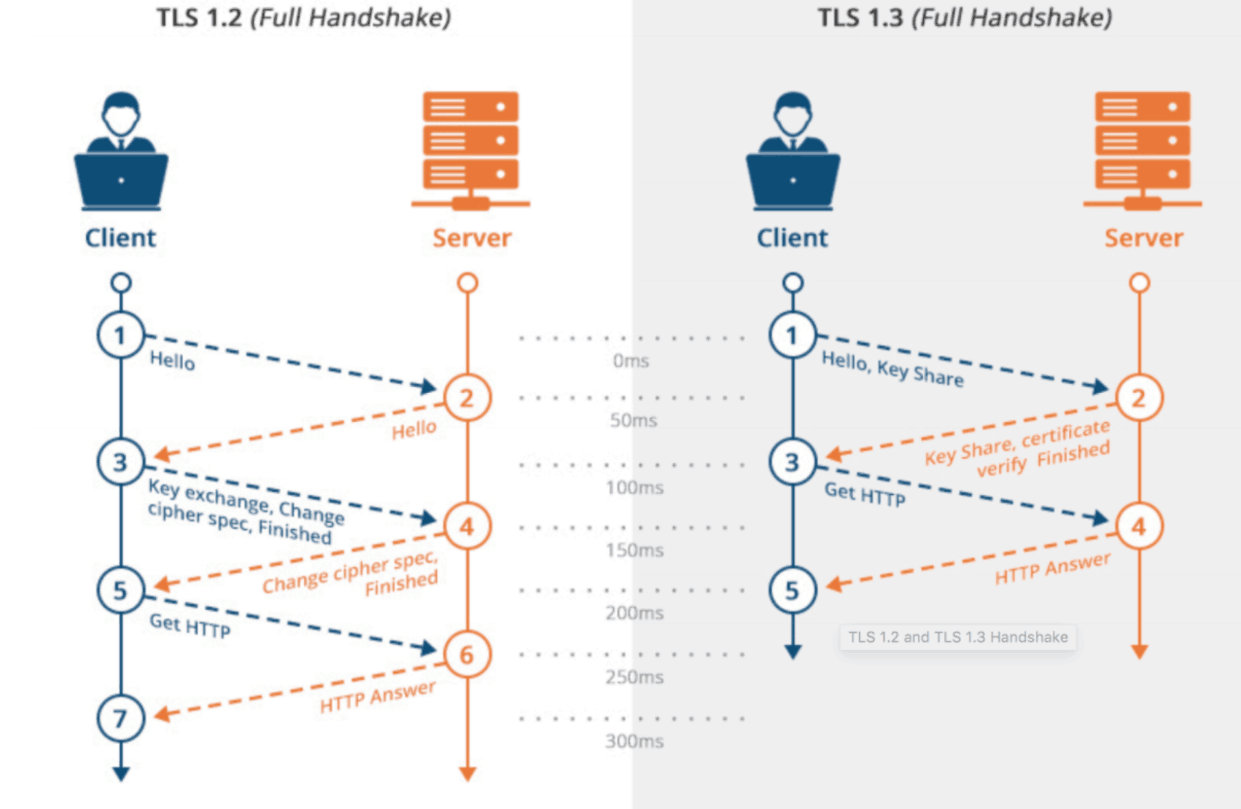 TLS 1.2 (Full Handshake)
TLS 1.3 (Full Handshake)
Client
Server
Client
Server
1
Hello
2
Hello
3
Key exchange, Change
cipher spec, Finished
4
Change cipher spec,
Finished
5
Get HTTP
6
HTTP Answer
7
0ms
50ms
100ms
150ms
200ms
250ms
300ms
1
Hello, Key Share
2
Key Share, certificate
verify Finished
3
Get HTTP
4
HTTP Answer
5
TLS 1.2 and TLS 1.3 Handshake